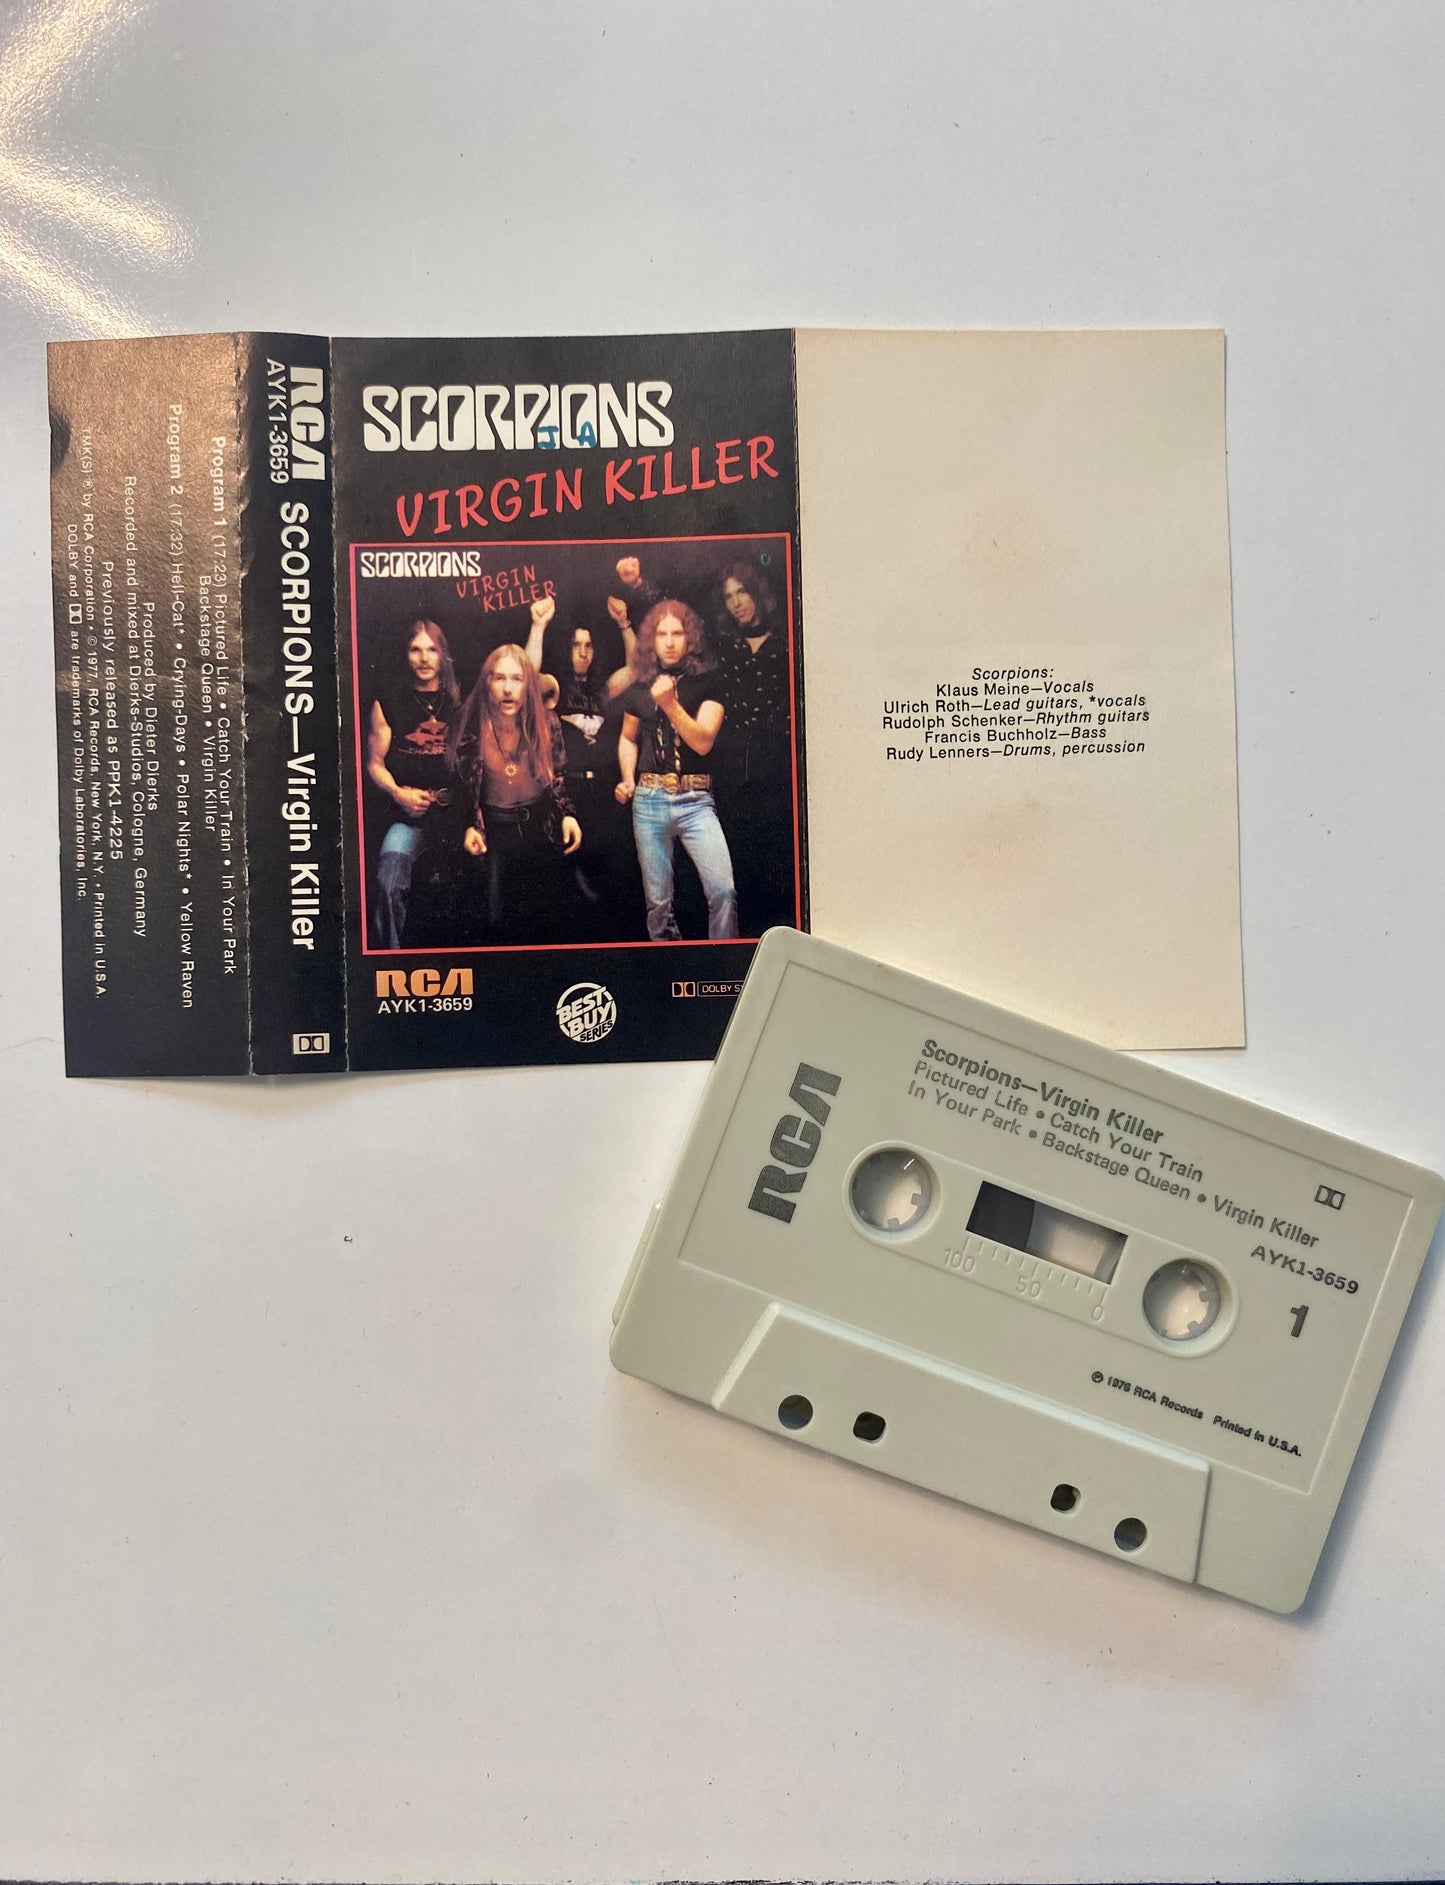 TMK(S) ® by RCA Corporation • © 1977, RCA Records, New York, N.Y. • Printed in U.S.A.
DOLBY and are trademarks of Dolby Laboratories, Inc.
Previously released as PPK1-4225
Recorded and mixed at Dierks-Studios, Cologne, Germany
Produced by Dieter Dierks
Program 2 (17:32) Hell-Cat* • Crying-Days • Polar Nights* • Yellow Raven
Program 1 (17:23) Pictured Life • Catch Your Train • In Your Park
Backstage Queen • Virgin Killer
RCA
AYK1-3659
SCORPIONS—Virgin Killer
SCORPIONS
J A
VIRGIN KILLER
SCORPIONS
VIRGIN
KILLER
RCA
AYK1-3659
BEST
BUY
SERIES
DOLBY
Scorpions:
Klaus Meine—Vocals
Ulrich Roth—Lead guitars, *vocals
Rudolph Schenker—Rhythm guitars
Francis Buchholz—Bass
Rudy Lenners—Drums, percussion
RCA
Scorpions—Virgin Killer
Pictured Life • Catch Your Train
In Your Park • Backstage Queen • Virgin Killer
AYK1-3659
100 50 0
1
℗ 1976 RCA Records Printed in U.S.A.